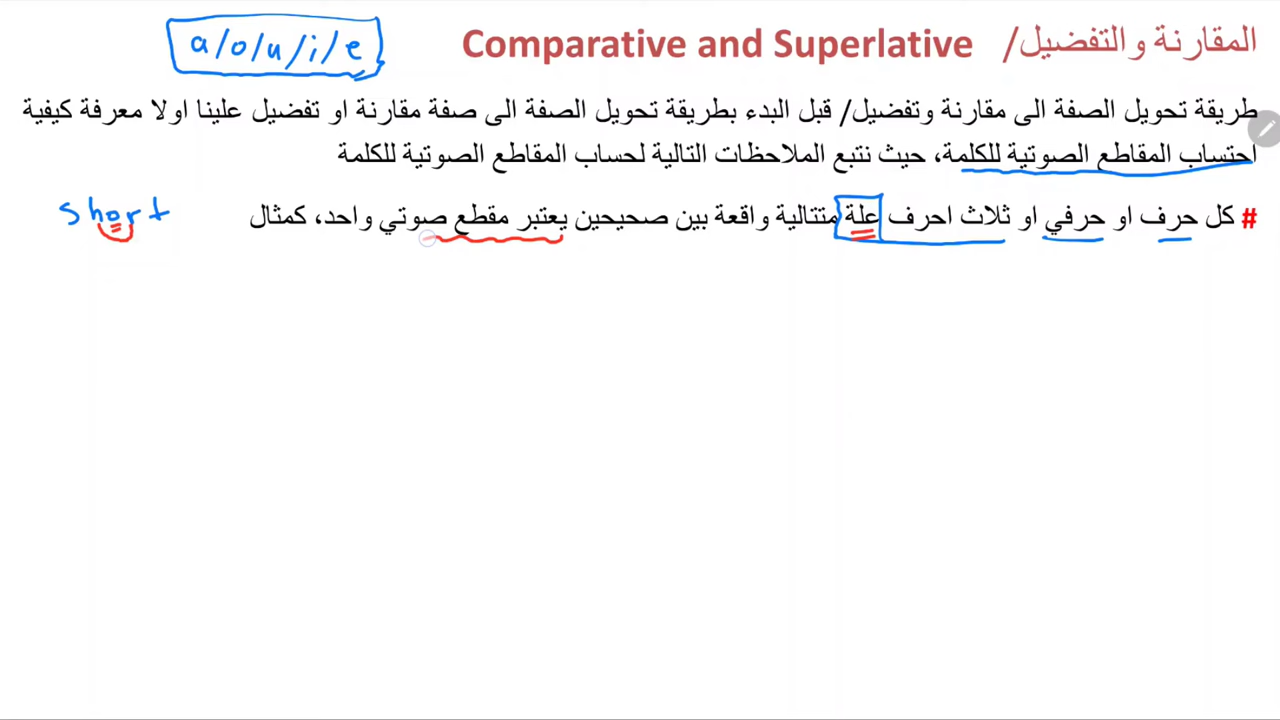 المقارنة والتفضيل/ Comparative and Superlative
a/o/u/i/e
طريقة تحويل الصفة الى مقارنة وتفضيل/ قبل البدء بطريقة تحويل الصفة الى صفة مقارنة او تفضيل علينا اولا معرفة كيفية
احتساب المقاطع الصوتية للكلمة، حيث نتبع الملاحظات التالية لحساب المقاطع الصوتية للكلمة
# كل حرف او حرفي او ثلاث احرف علة متتالية واقعة بين صحيحين يعتبر مقطع صوتي واحد، كمثال
short